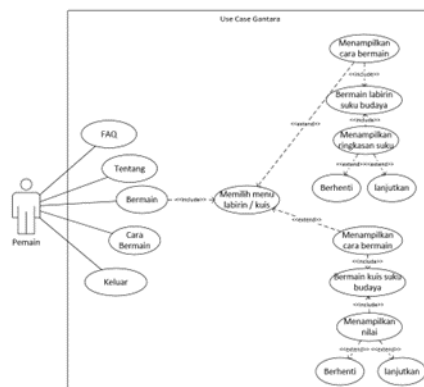 Use Case Gantara
Menampilkan
cara bermain
<<include>>
Bermain labirin
suku budaya
<<include>>
<<extend>>
Menampilkan
ringkasan suku
<<extend>>
<<extend>>
Berhenti
lanjutkan
FAQ
Tentang
Bermain
<<include>>
Memilih menu
labirin / kuis
Cara
Bermain
Keluar
Pemain
<<extend>>
Menampilkan
cara bermain
<<include>>
Bermain kuis suku
budaya
<<include>>
Menampilkan
nilai
<<extend>>
<<extend>>
Berhenti
lanjutkan